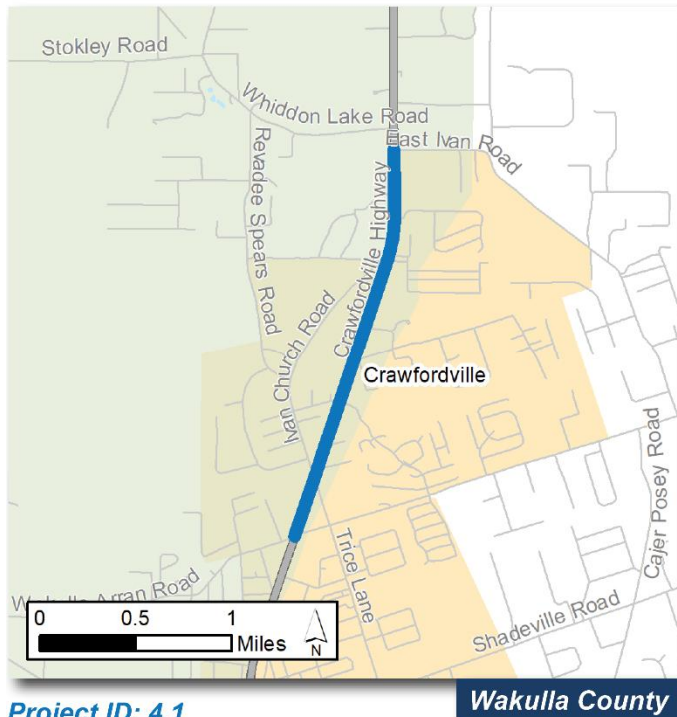 Stokley Road
Whiddon Lake Road
East Ivan Road
Revadee Spears Road
Crawfordville Highway
Ivan Church Road
Crawfordville
Cajer Posey Road
Trice Lane
Arran Road
Shadeville Road
0 0.5 1
Miles
N
Project ID: 4.1
Wakulla County